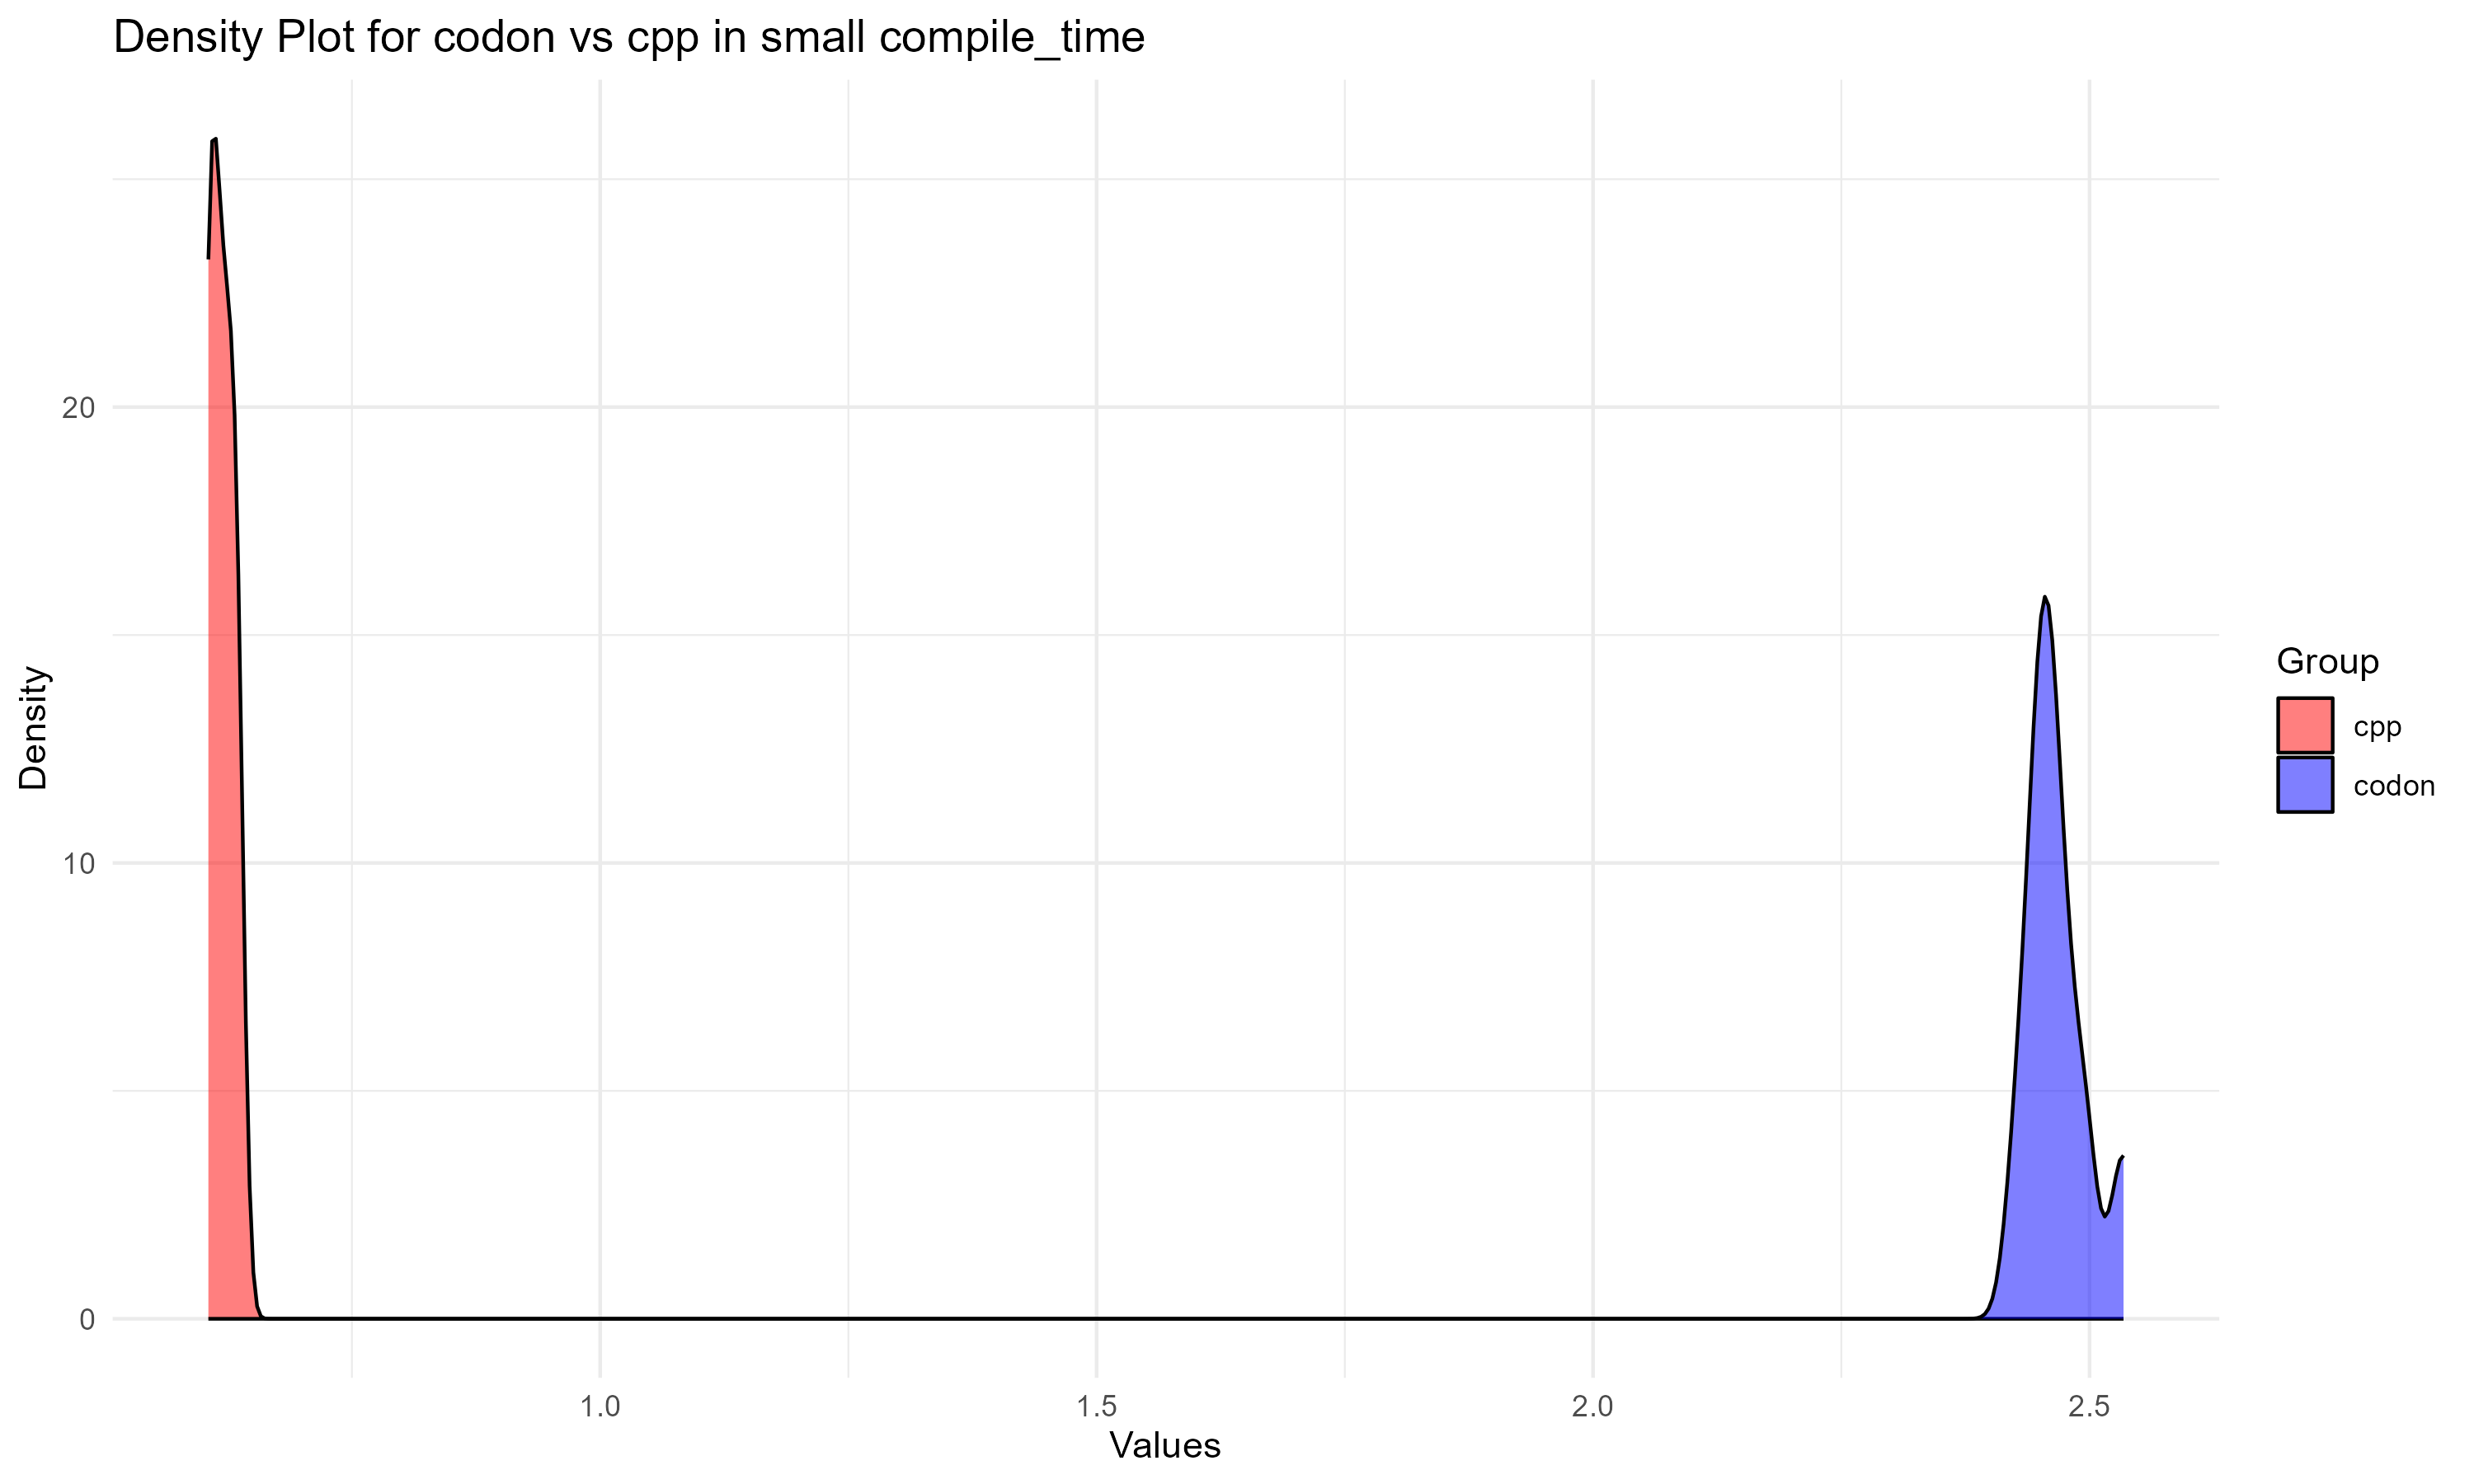 Density Plot for codon vs cpp in small compile_time
Density
20
10
0
1.0
1.5
2.0
2.5
Values
Group
cpp
codon